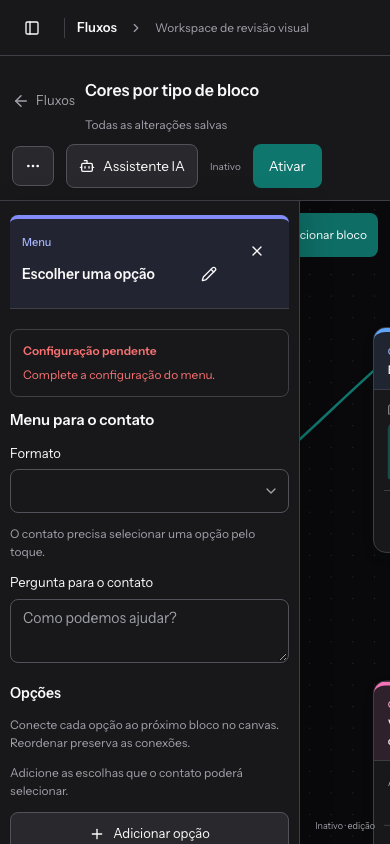 Fluxos
Workspace de revisão visual
Fluxos
Cores por tipo de bloco
Todas as alterações salvas
Assistente IA
Inativo
Ativar
Menu
Escolher uma opção
bloco
Configuração pendente
Complete a configuração do menu.
Menu para o contato
Formato
O contato precisa selecionar uma opção pelo
toque.
Pergunta para o contato
Como podemos ajudar?
Opções
Conecte cada opção ao próximo bloco no canvas.
Reordenar preserva as conexões.
Adicione as escolhas que o contato poderá
selecionar.
Adicionar opção
Inativo · edição